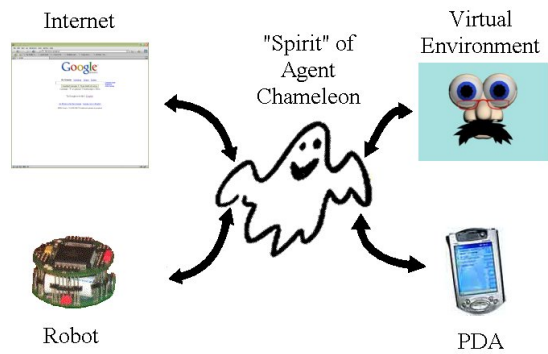 Internet
Google
"Spirit" of
Agent
Chameleon
Virtual
Environment
Robot
PDA